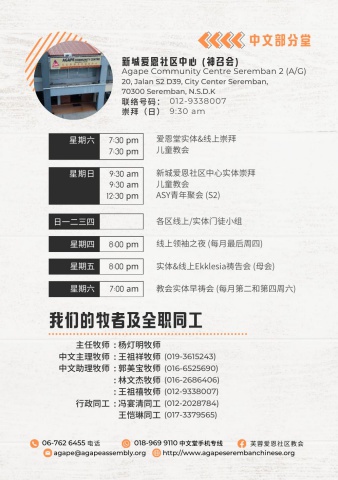 中文部分堂
新城爱恩社区中心 (神召会)
Agape Community Centre Seremban 2 (A/G)
20, Jalan S2 D39, City Center Seremban,
70300 Seremban, N.S.D.K
联络号码： 012-9338007
崇拜（日） 9:30 am
星期六 7:30 pm 爱恩堂实体&线上崇拜
7:30 pm 儿童教会
星期日 9:30 am 新城爱恩社区中心实体崇拜
9:30 am 儿童教会
12:30 pm ASY青年聚会 (S2)
日一二三四 8:00 pm 各区线上/实体门徒小组
星期四 8:00 pm 线上领袖之夜 (每月最后周四)
星期五 8:00 pm 实体&线上Ekklesia祷告会 (母会)
星期六 7:00 am 教会实体早祷会 (每月第二和第四周六)
我们的牧者及全职同工
主任牧师 : 杨灯明牧师
中文主理牧师 : 王祖祥牧师 (019-3615243)
中文助理牧师 : 郭美宝牧师 (016-6525690)
: 林文杰牧师 (016-2686406)
: 王祖禧牧师 (012-9338007)
行政同工 : 冯宴清同工 (012-2028784)
王恺琳同工 (017-3379565)
06-762 6455 电话
018-969 9110 中文堂手机专线
芙蓉爱恩社区教会
agape@agapeassembly.org
http://www.agapeserembanchinese.org